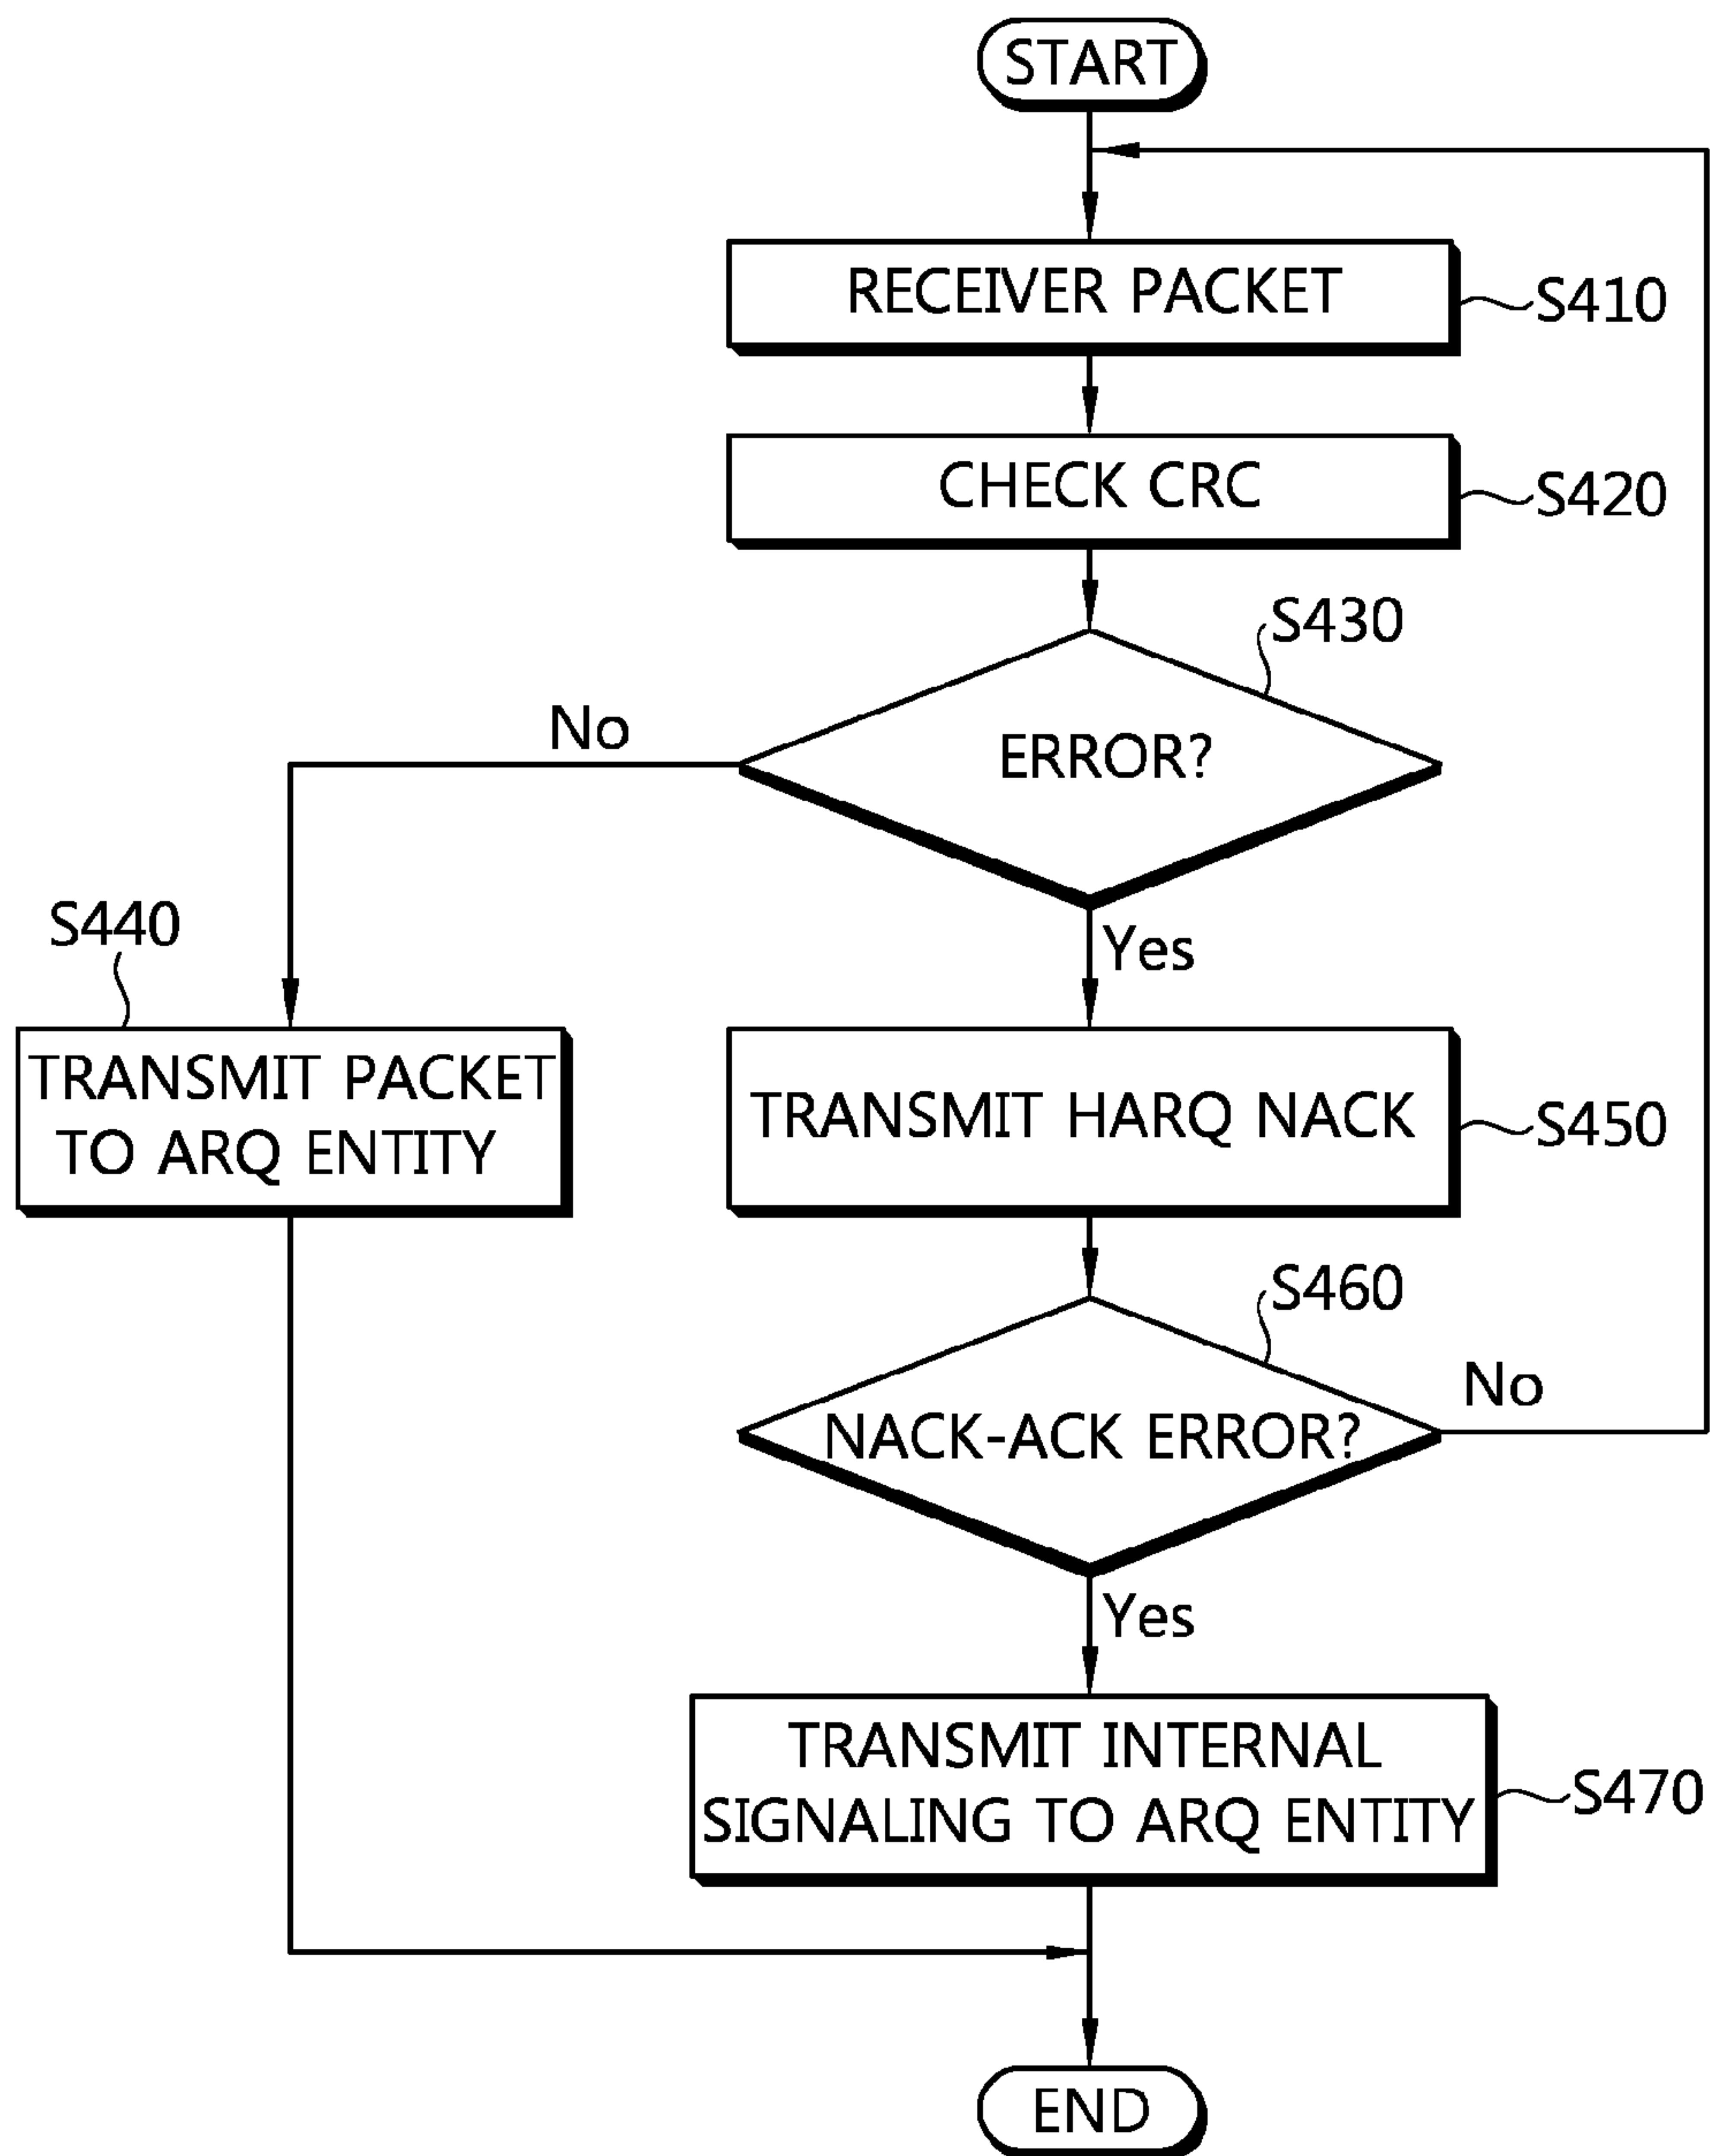 START
RECEIVER PACKET
S410
CHECK CRC
S420
S430
ERROR?
No
Yes
S440
TRANSMIT PACKET
TO ARQ ENTITY
TRANSMIT HARQ NACK
S450
S460
NACK-ACK ERROR?
No
Yes
TRANSMIT INTERNAL
SIGNALING TO ARQ ENTITY
S470
END